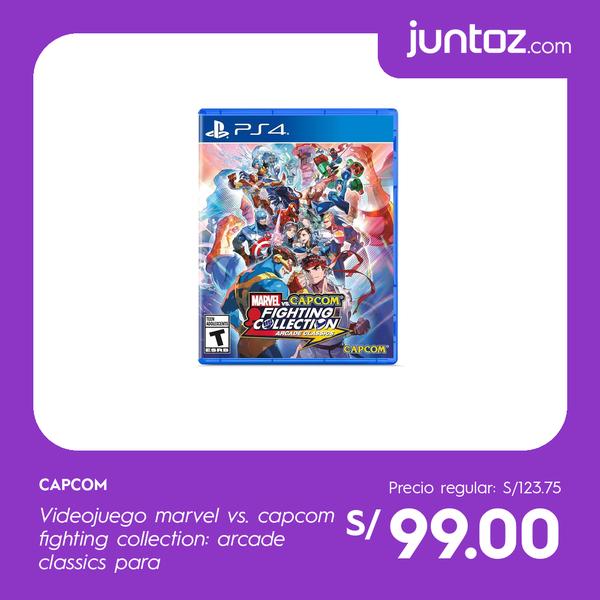 juntoz.com
PS4
MARVEL VS. CAPCOM
FIGHTING
COLLECTION
ARCADE CLASSICS
TEEN
ADOLESCENTES
T
ESRB
CAPCOM
CAPCOM
Precio regular: S/123.75
Videojuego marvel vs. capcom
fighting collection: arcade
classics para
S/ 99.00